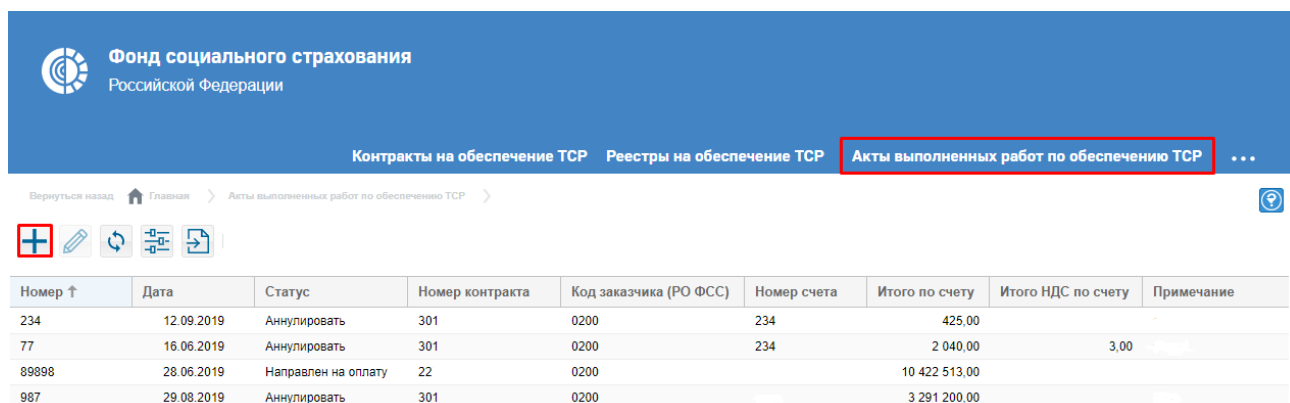 Фонд социального страхования
Российской Федерации
Контракты на обеспечение ТСР Реестры на обеспечение ТСР Акты выполненных работ по обеспечению ТСР ...
Вернуться назад Главная Акты выполненных работ по обеспечению ТСР
Номер ↑ Дата Статус Номер контракта Код заказчика (РО ФСС) Номер счета Итого по счету Итого НДС по счету Примечание
234 12.09.2019 Аннулировать 301 0200 234 425,00
77 16.06.2019 Аннулировать 301 0200 234 2 040,00 3,00
89898 28.06.2019 Направлен на оплату 22 0200 10 422 513,00
987 29.08.2019 Аннулировать 301 0200 3 291 200,00